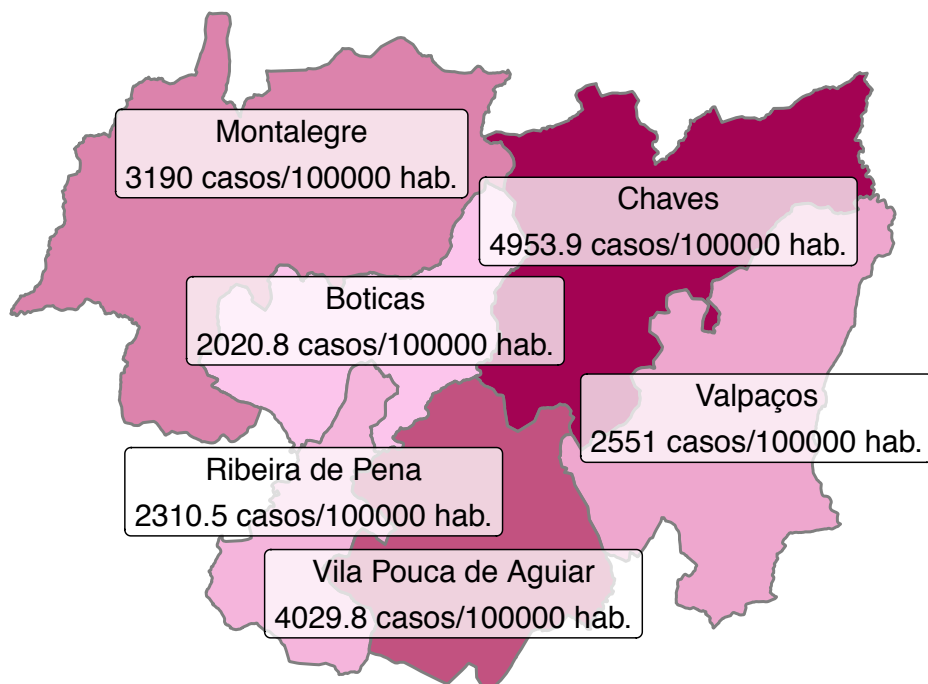 Montalegre
3190 casos/100000 hab.
Chaves
4953.9 casos/100000 hab.
Boticas
2020.8 casos/100000 hab.
Valpaços
2551 casos/100000 hab.
Ribeira de Pena
2310.5 casos/100000 hab.
Vila Pouca de Aguiar
4029.8 casos/100000 hab.